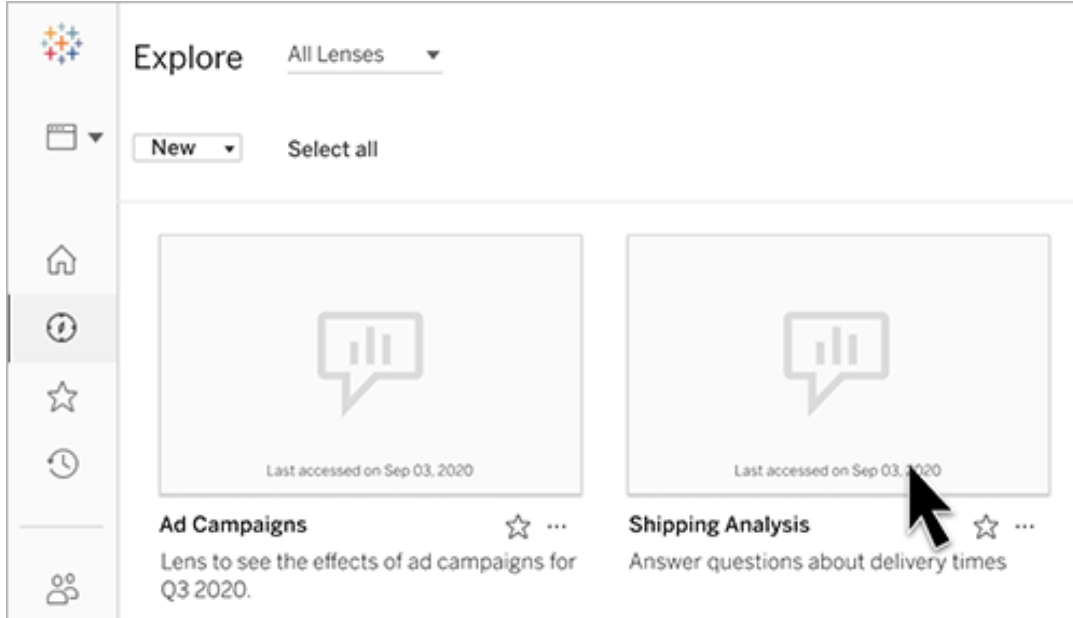 Explore All Lenses
New Select all
Last accessed on Sep 03, 2020
Last accessed on Sep 03, 2020
Ad Campaigns ...
Shipping Analysis ...
Lens to see the effects of ad campaigns for
Q3 2020.
Answer questions about delivery times